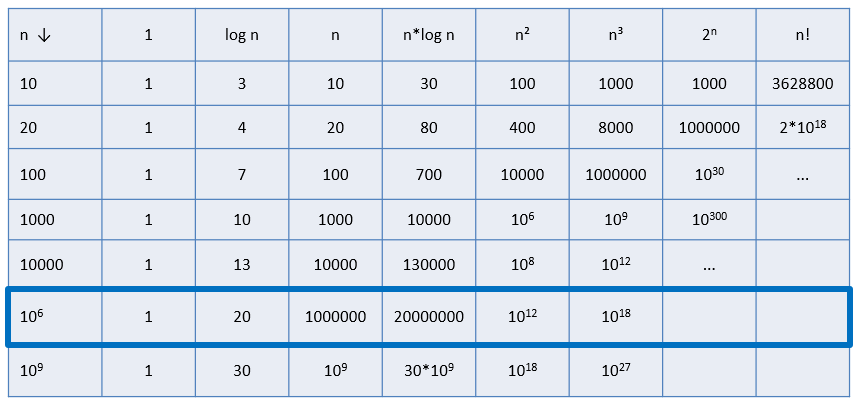 n ↓ 1 log n n n*log n n² n³ 2ⁿ n!
10 1 3 10 30 100 1000 1000 3628800
20 1 4 20 80 400 8000 1000000 2*10¹⁸
100 1 7 100 700 10000 1000000 10³⁰ ...
1000 1 10 1000 10000 10⁶ 10⁹ 10³⁰⁰
10000 1 13 10000 130000 10⁸ 10¹² ...
10⁶ 1 20 1000000 20000000 10¹² 10¹⁸
10⁹ 1 30 10⁹ 30*10⁹ 10¹⁸ 10²⁷